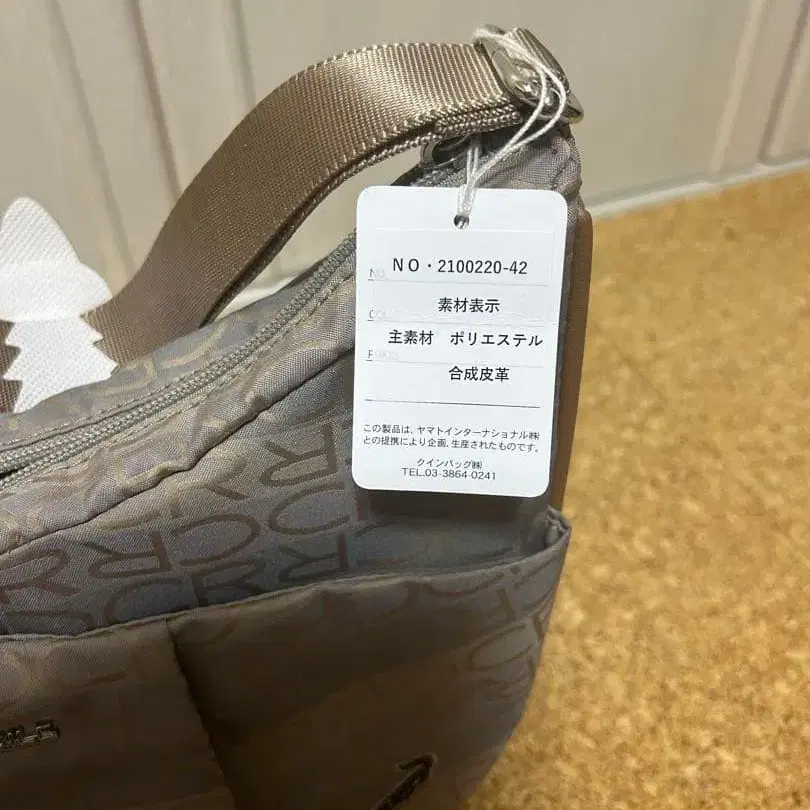 NO・2100220-42
素材表示
主素材 ポリエステル
合成皮革
この製品は、ヤマトインターナショナル㈱
との提携により企画、生産されたものです。
クインバッグ㈱
TEL.03-3864-0241